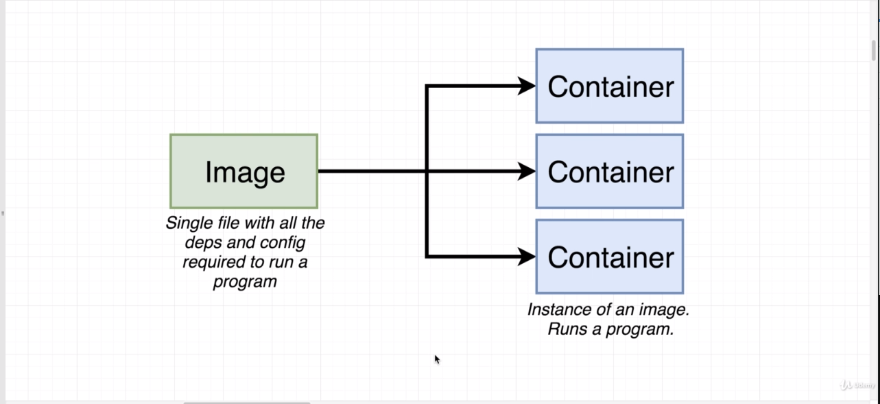 Image
Single file with all the
deps and config
required to run a
program
Container
Container
Container
Instance of an image.
Runs a program.
Udemy